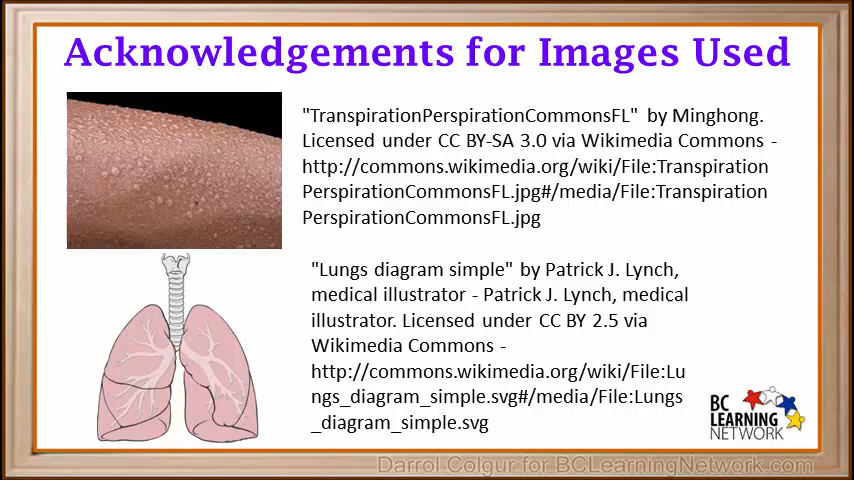 Acknowledgements for Images Used
"TranspirationPerspirationCommonsFL" by Minghong.
Licensed under CC BY-SA 3.0 via Wikimedia Commons -
http://commons.wikimedia.org/wiki/File:Transpiration
PerspirationCommonsFL.jpg#/media/File:Transpiration
PerspirationCommonsFL.jpg
"Lungs diagram simple" by Patrick J. Lynch,
medical illustrator - Patrick J. Lynch, medical
illustrator. Licensed under CC BY 2.5 via
Wikimedia Commons -
http://commons.wikimedia.org/wiki/File:Lu
ngs_diagram_simple.svg#/media/File:Lungs
_diagram_simple.svg
BC
LEARNING
NETWORK
Darrol Colgur for BCLearningNetwork.com